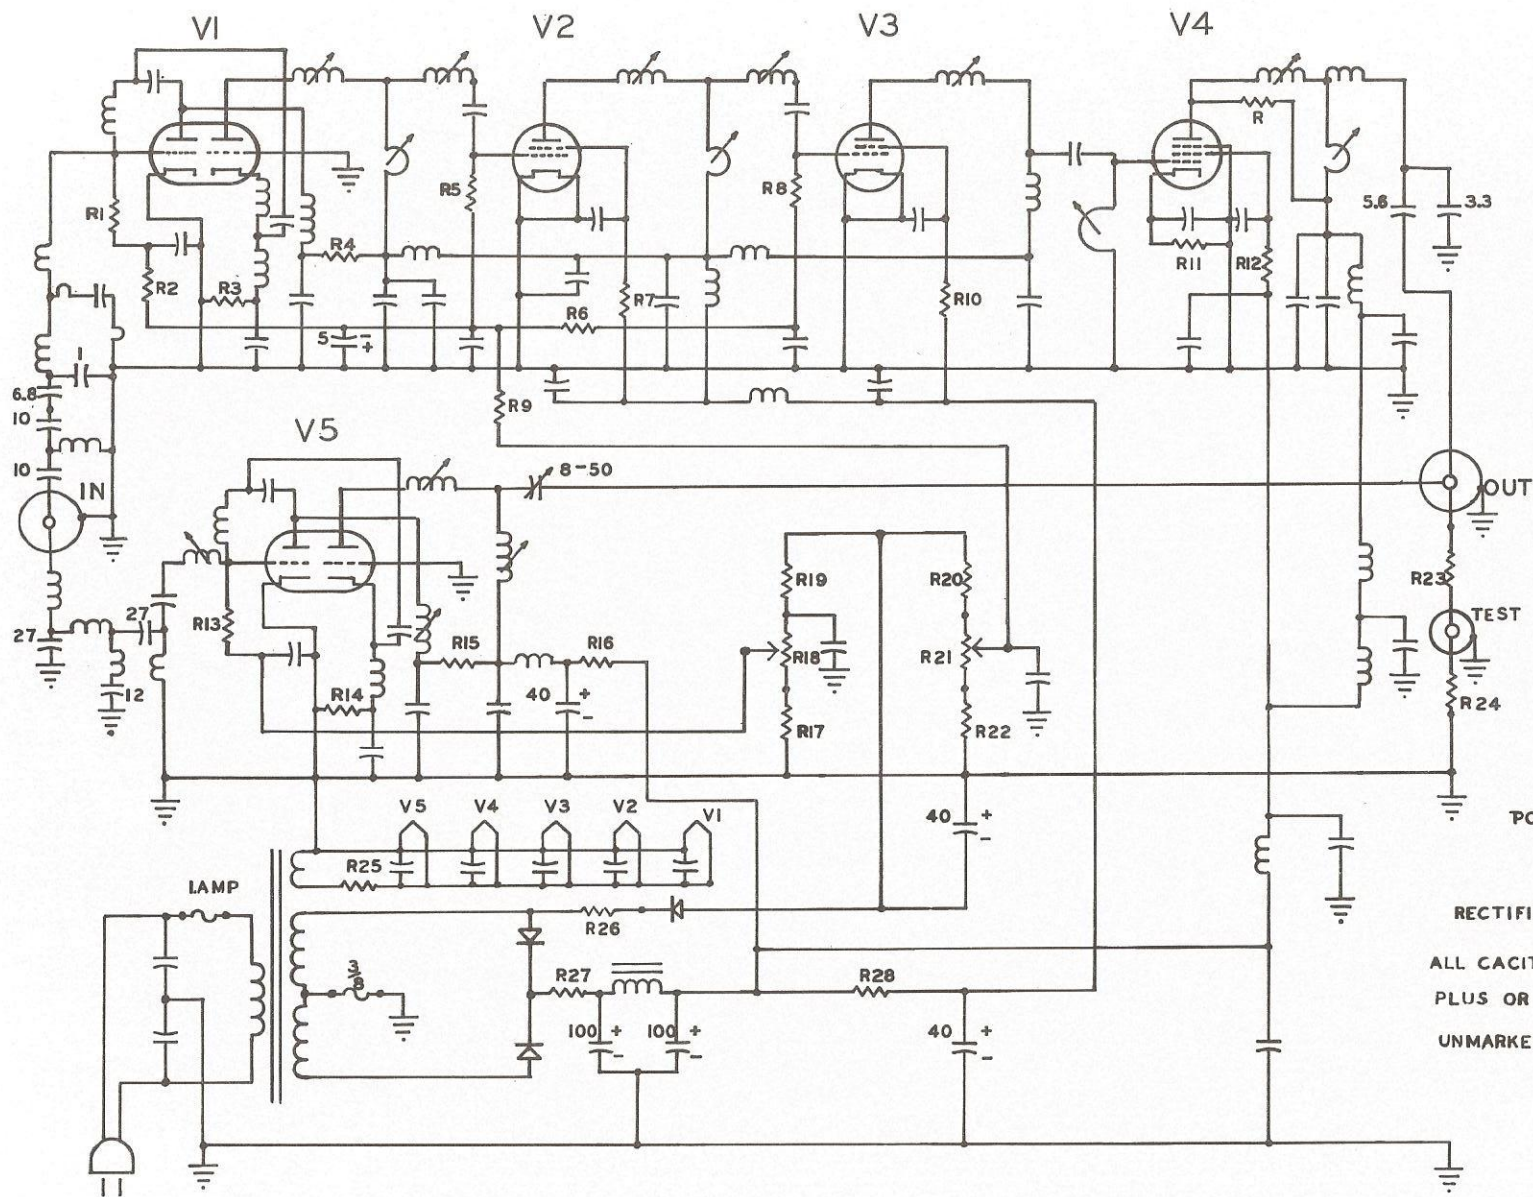 V1
V2
V3
V4
R
R1
R2
R3
R4
R5
R6
R7
R8
R9
R10
R11
R12
5.6
3.3
5
-
+
1
6.8
10
10
IN
V5
8-50
OUT
27
27
12
R13
R14
R15
R16
40
+
-
R19
R18
R17
R20
R21
R22
R23
TEST
R24
V5
V4
V3
V2
V1
40
+
-
LAMP
R25
R26
3/8
R27
R28
100
+
-
100
+
-
40
+
-
PO
RECTIFI
ALL CACIT
PLUS OR
UNMARKE